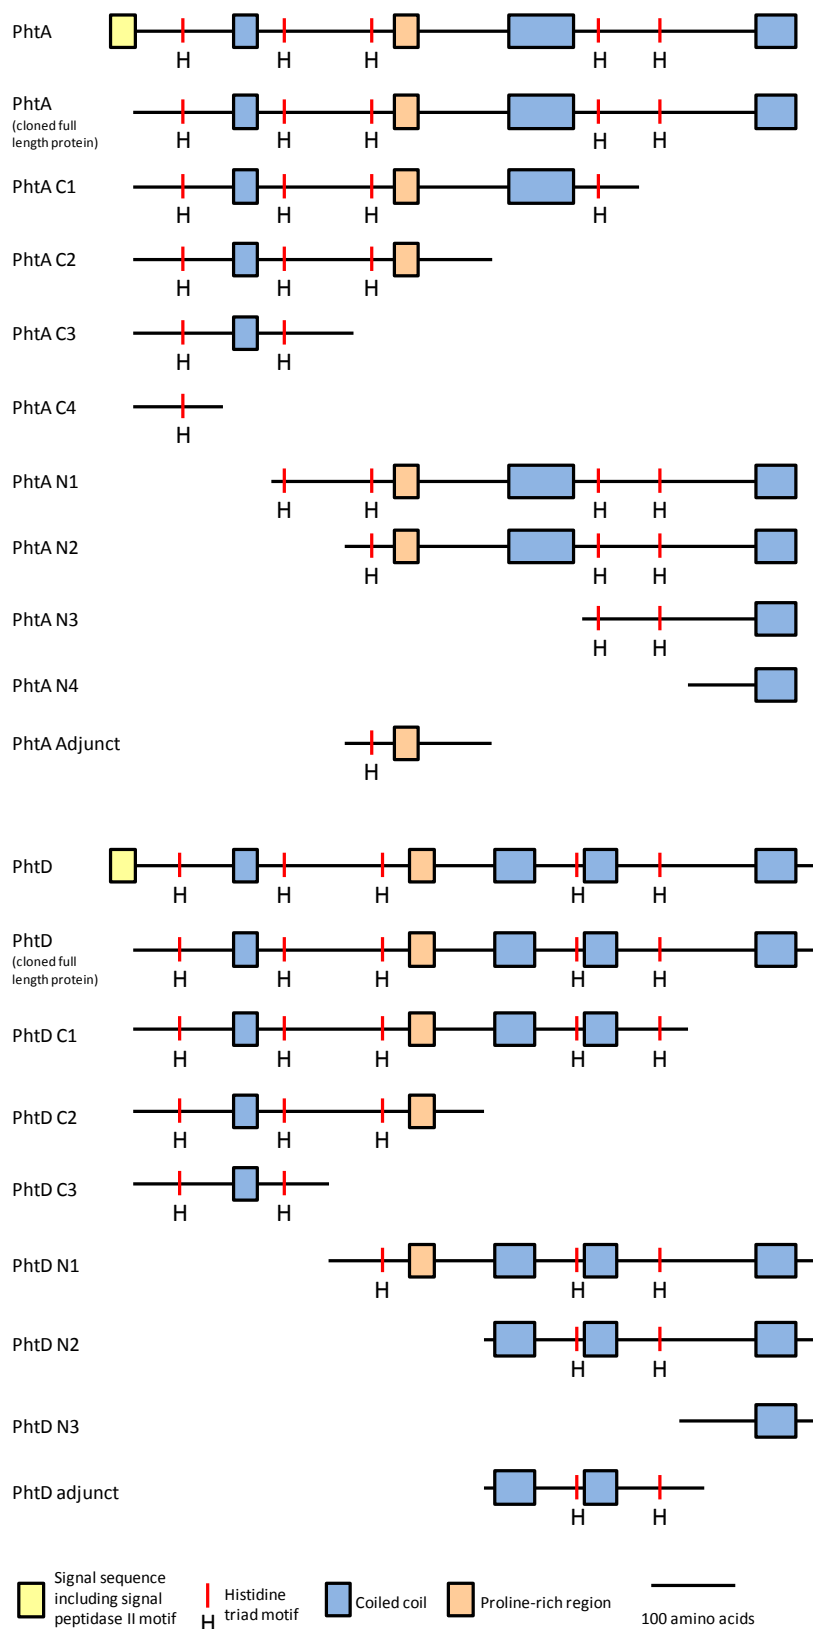 PhtA
H H H H H
PhtA
(cloned full
length protein)
H H H H H
PhtA C1
H H H H
PhtA C2
H H H
PhtA C3
H H
PhtA C4
H
PhtA N1
H H H H
PhtA N2
H H H
PhtA N3
H H
PhtA N4
PhtA Adjunct
H
PhtD
H H H H H
PhtD
(cloned full
length protein)
H H H H H
PhtD C1
H H H H H
PhtD C2
H H H
PhtD C3
H H
PhtD N1
H H H
PhtD N2
H H
PhtD N3
PhtD adjunct
H H
Signal sequence
including signal
peptidase II motif
Histidine
triad motif
H
Coiled coil
Proline-rich region
100 amino acids